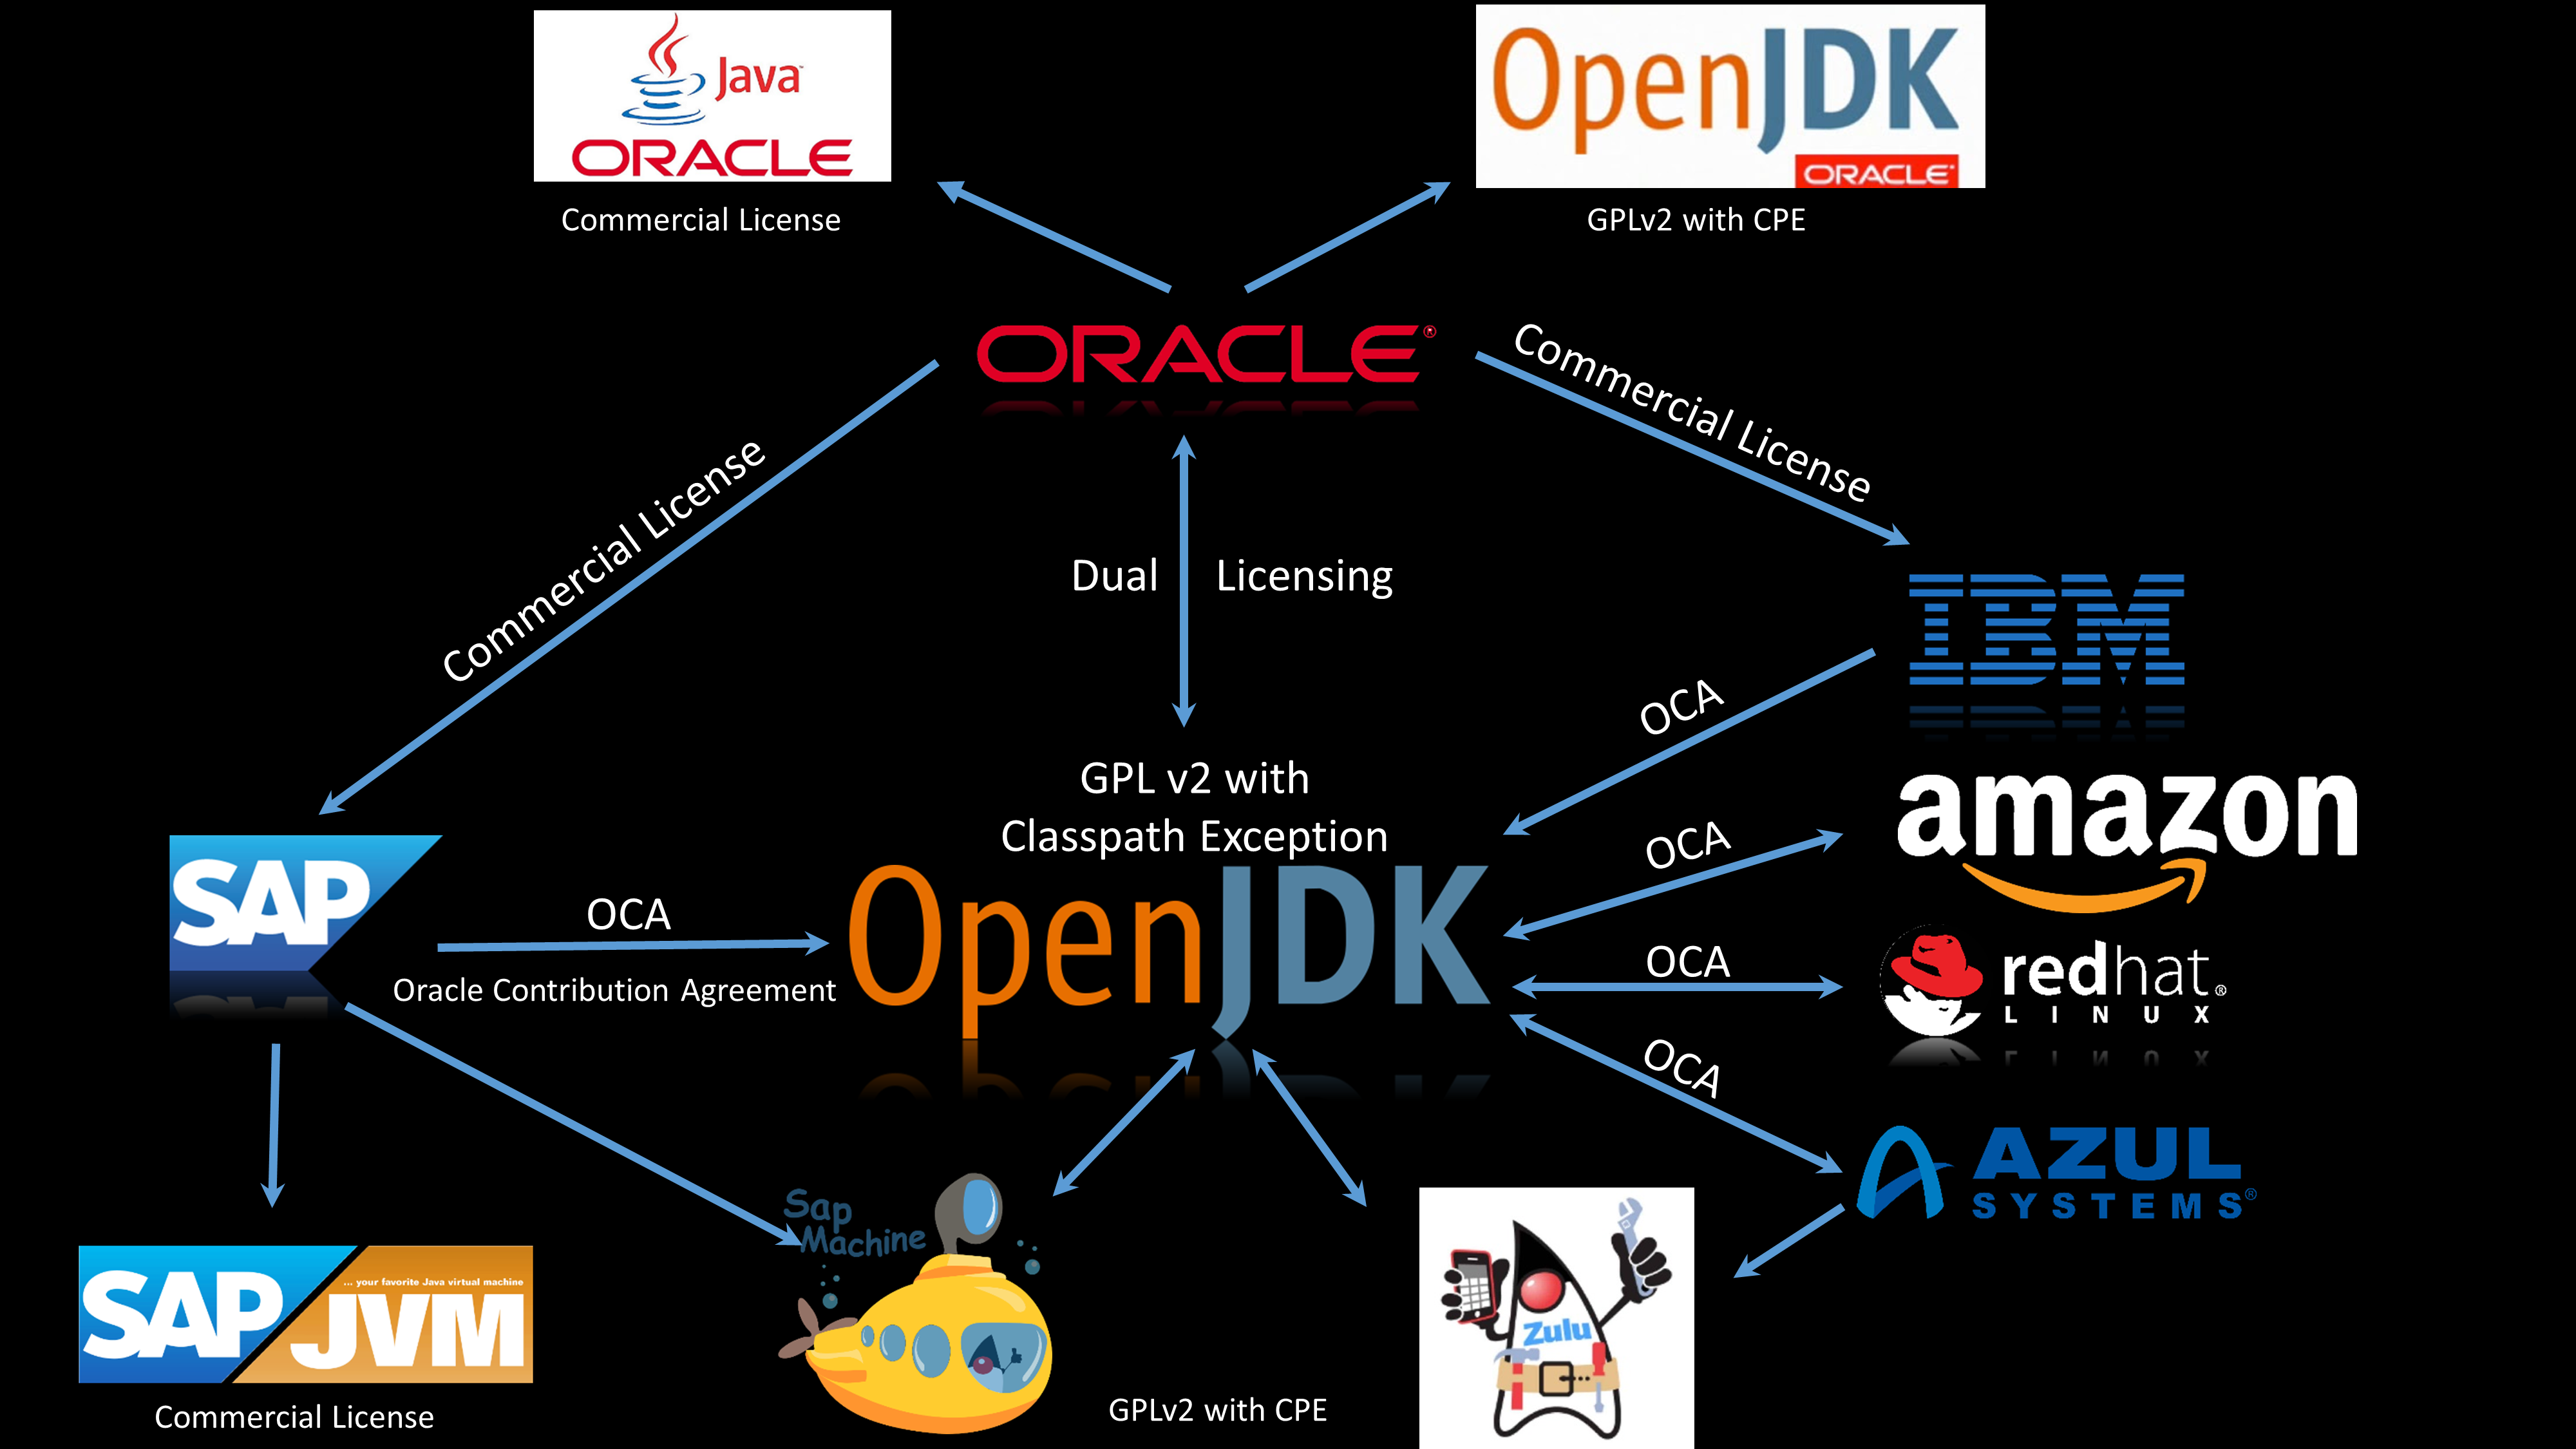 Java
ORACLE
Commercial License
OpenJDK
ORACLE
GPLv2 with CPE
ORACLE®
Commercial License
Commercial License
Dual Licensing
IBM
OCA
GPL v2 with
Classpath Exception
OpenJDK
amazon
OCA
SAP
OCA
Oracle Contribution Agreement
OCA
redhat®
LINUX
OCA
AZUL
SYSTEMS®
Sap
Machine
SAP
... your favorite Java virtual machine
JVM
Commercial License
GPLv2 with CPE
Zulu